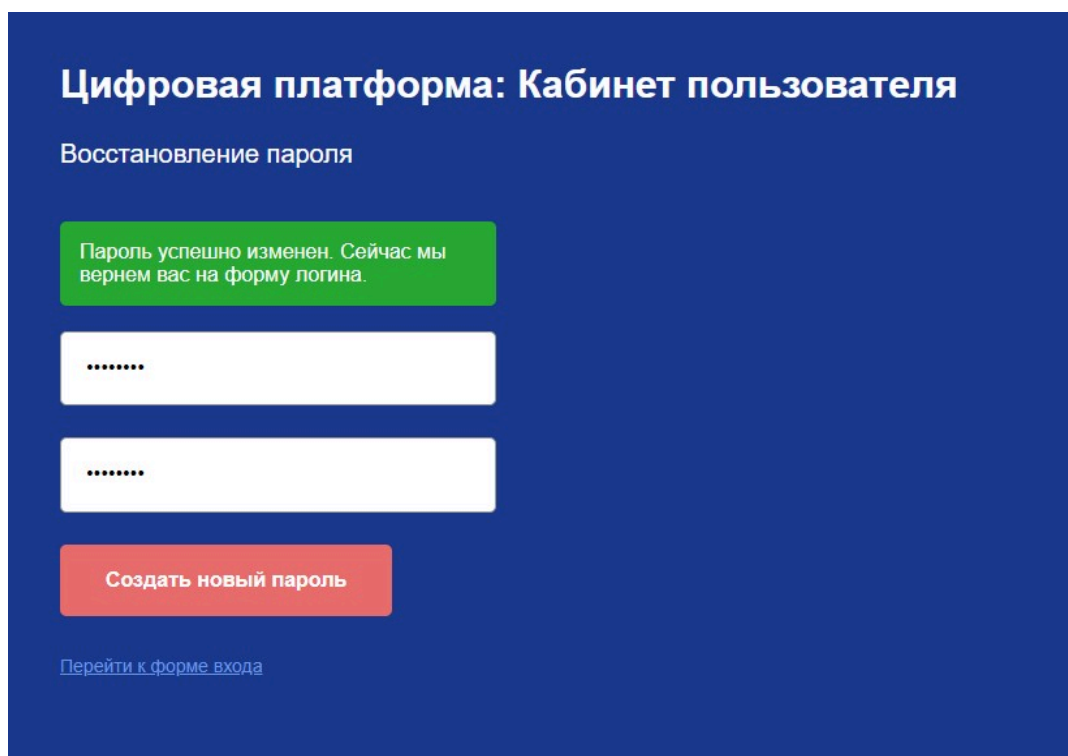 Цифровая платформа: Кабинет пользователя
Восстановление пароля
Пароль успешно изменен. Сейчас мы
вернем вас на форму логина.
••••••••
••••••••
Создать новый пароль
Перейти к форме входа